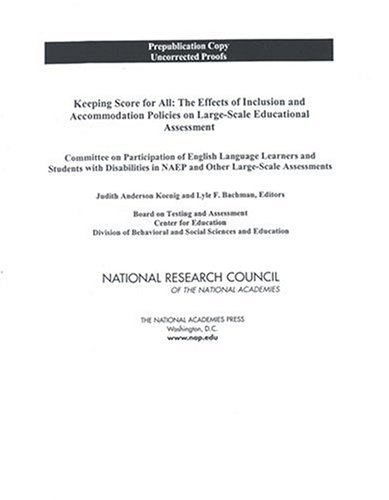 Prepublication Copy
Uncorrected Proofs
Keeping Score for All: The Effects of Inclusion and
Accommodation Policies on Large-Scale Educational
Assessment
Committee on Participation of English Language Learners and
Students with Disabilities in NAEP and Other Large-Scale Assessments
Judith Anderson Koenig and Lyle F. Bachman, Editors
Board on Testing and Assessment
Center for Education
Division of Behavioral and Social Sciences and Education
NATIONAL RESEARCH COUNCIL
OF THE NATIONAL ACADEMIES
THE NATIONAL ACADEMIES PRESS
Washington, D.C.
www.nap.edu